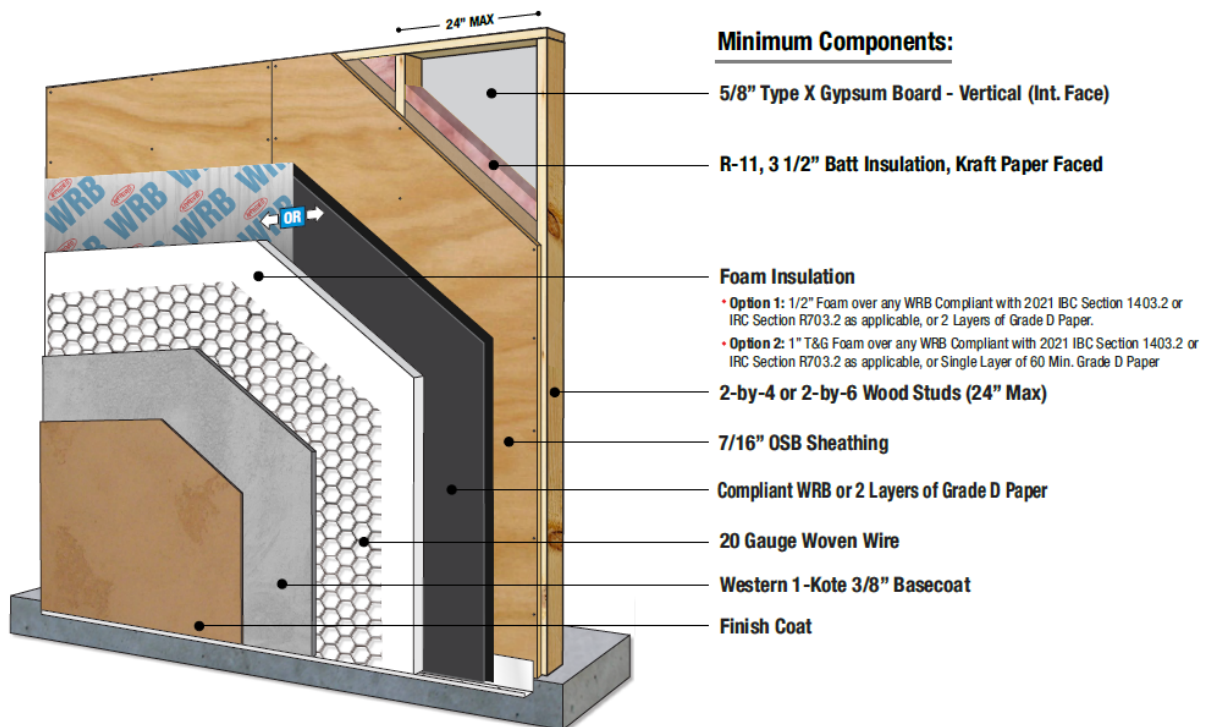 24" MAX
Minimum Components:
5/8" Type X Gypsum Board - Vertical (Int. Face)
R-11, 3 1/2" Batt Insulation, Kraft Paper Faced
WRB
WRB
WRB
WRB
WRB
OR
Foam Insulation
• Option 1: 1/2" Foam over any WRB Compliant with 2021 IBC Section 1403.2 or
IRC Section R703.2 as applicable, or 2 Layers of Grade D Paper.
• Option 2: 1" T&G Foam over any WRB Compliant with 2021 IBC Section 1403.2 or
IRC Section R703.2 as applicable, or Single Layer of 60 Min. Grade D Paper
2-by-4 or 2-by-6 Wood Studs (24" Max)
7/16" OSB Sheathing
Compliant WRB or 2 Layers of Grade D Paper
20 Gauge Woven Wire
Western 1-Kote 3/8" Basecoat
Finish Coat